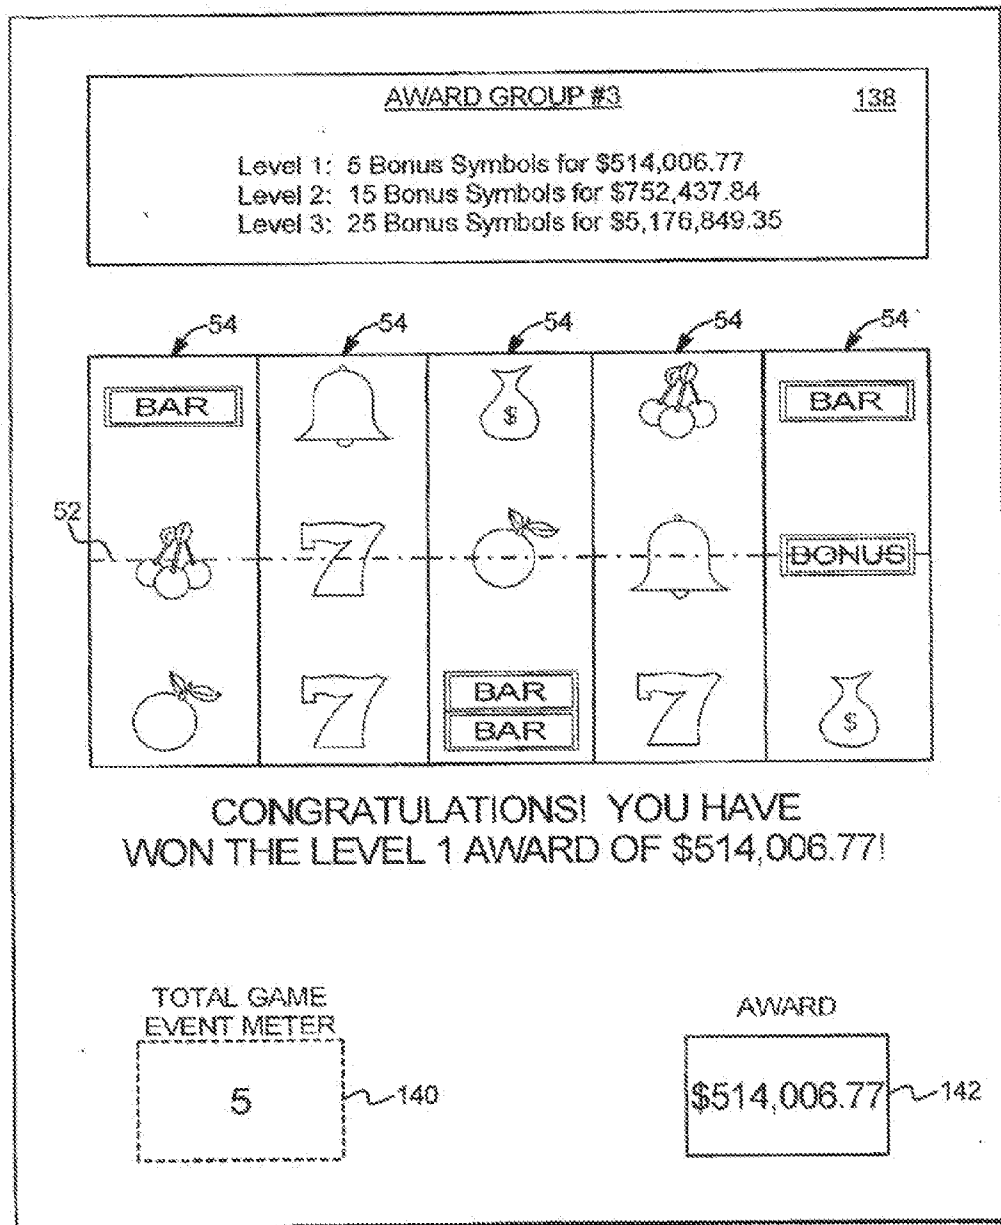 AWARD GROUP #3 138
Level 1: 5 Bonus Symbols for $514,006.77
Level 2: 15 Bonus Symbols for $752,437.84
Level 3: 25 Bonus Symbols for $5,176,849.35
54 54 54 54 54
BAR $ BAR
52
7 BONUS
7 BAR 7 $
BAR
CONGRATULATIONS! YOU HAVE
WON THE LEVEL 1 AWARD OF $514,006.77!
TOTAL GAME
EVENT METER
5
140
AWARD
$514,006.77
142